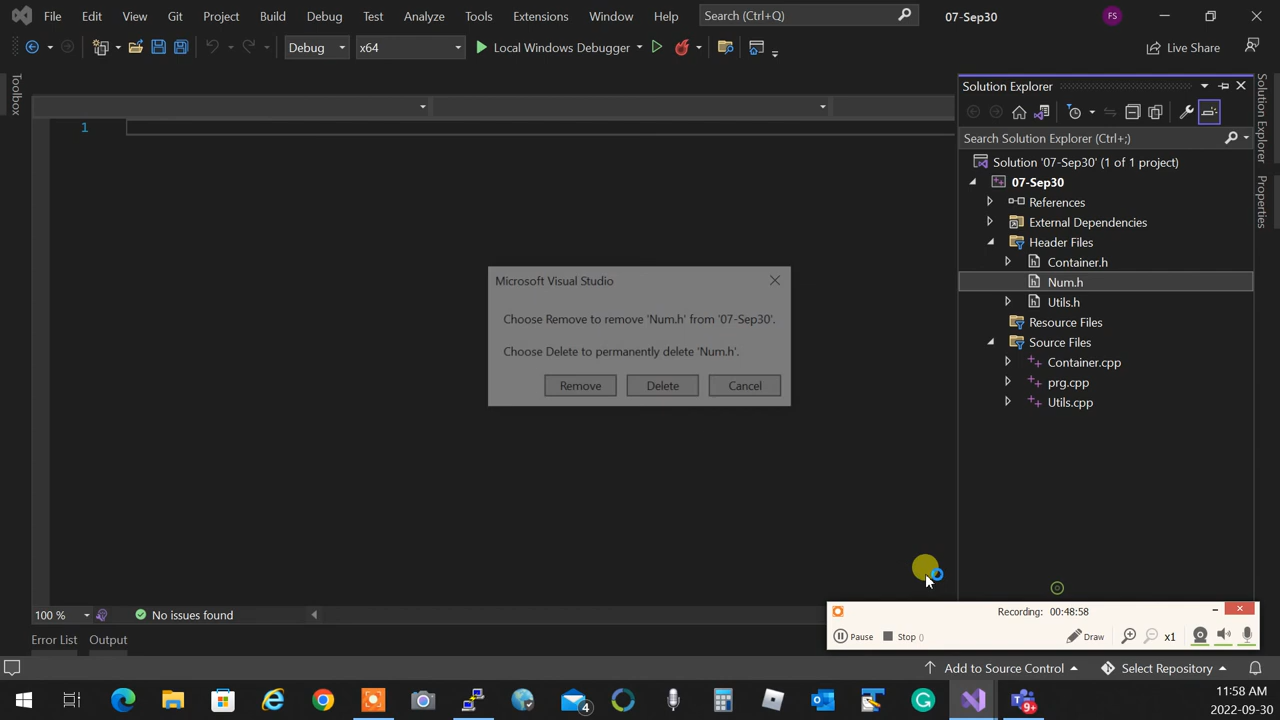 File Edit View Git Project Build Debug Test Analyze Tools Extensions Window Help Search (Ctrl+Q) 07-Sep30 FS
Debug x64 Local Windows Debugger Live Share
Toolbox
1
Solution Explorer
Search Solution Explorer (Ctrl+;)
Solution '07-Sep30' (1 of 1 project)
07-Sep30
References
External Dependencies
Header Files
Container.h
Num.h
Utils.h
Resource Files
Source Files
Container.cpp
prg.cpp
Utils.cpp
Solution Explorer
Properties
Microsoft Visual Studio
Choose Remove to remove 'Num.h' from '07-Sep30'.
Choose Delete to permanently delete 'Num.h'.
Remove Delete Cancel
100 % No issues found
Recording: 00:48:58
Pause Stop () Draw x1
Error List Output
Add to Source Control Select Repository
4
9+
11:58 AM
2022-09-30